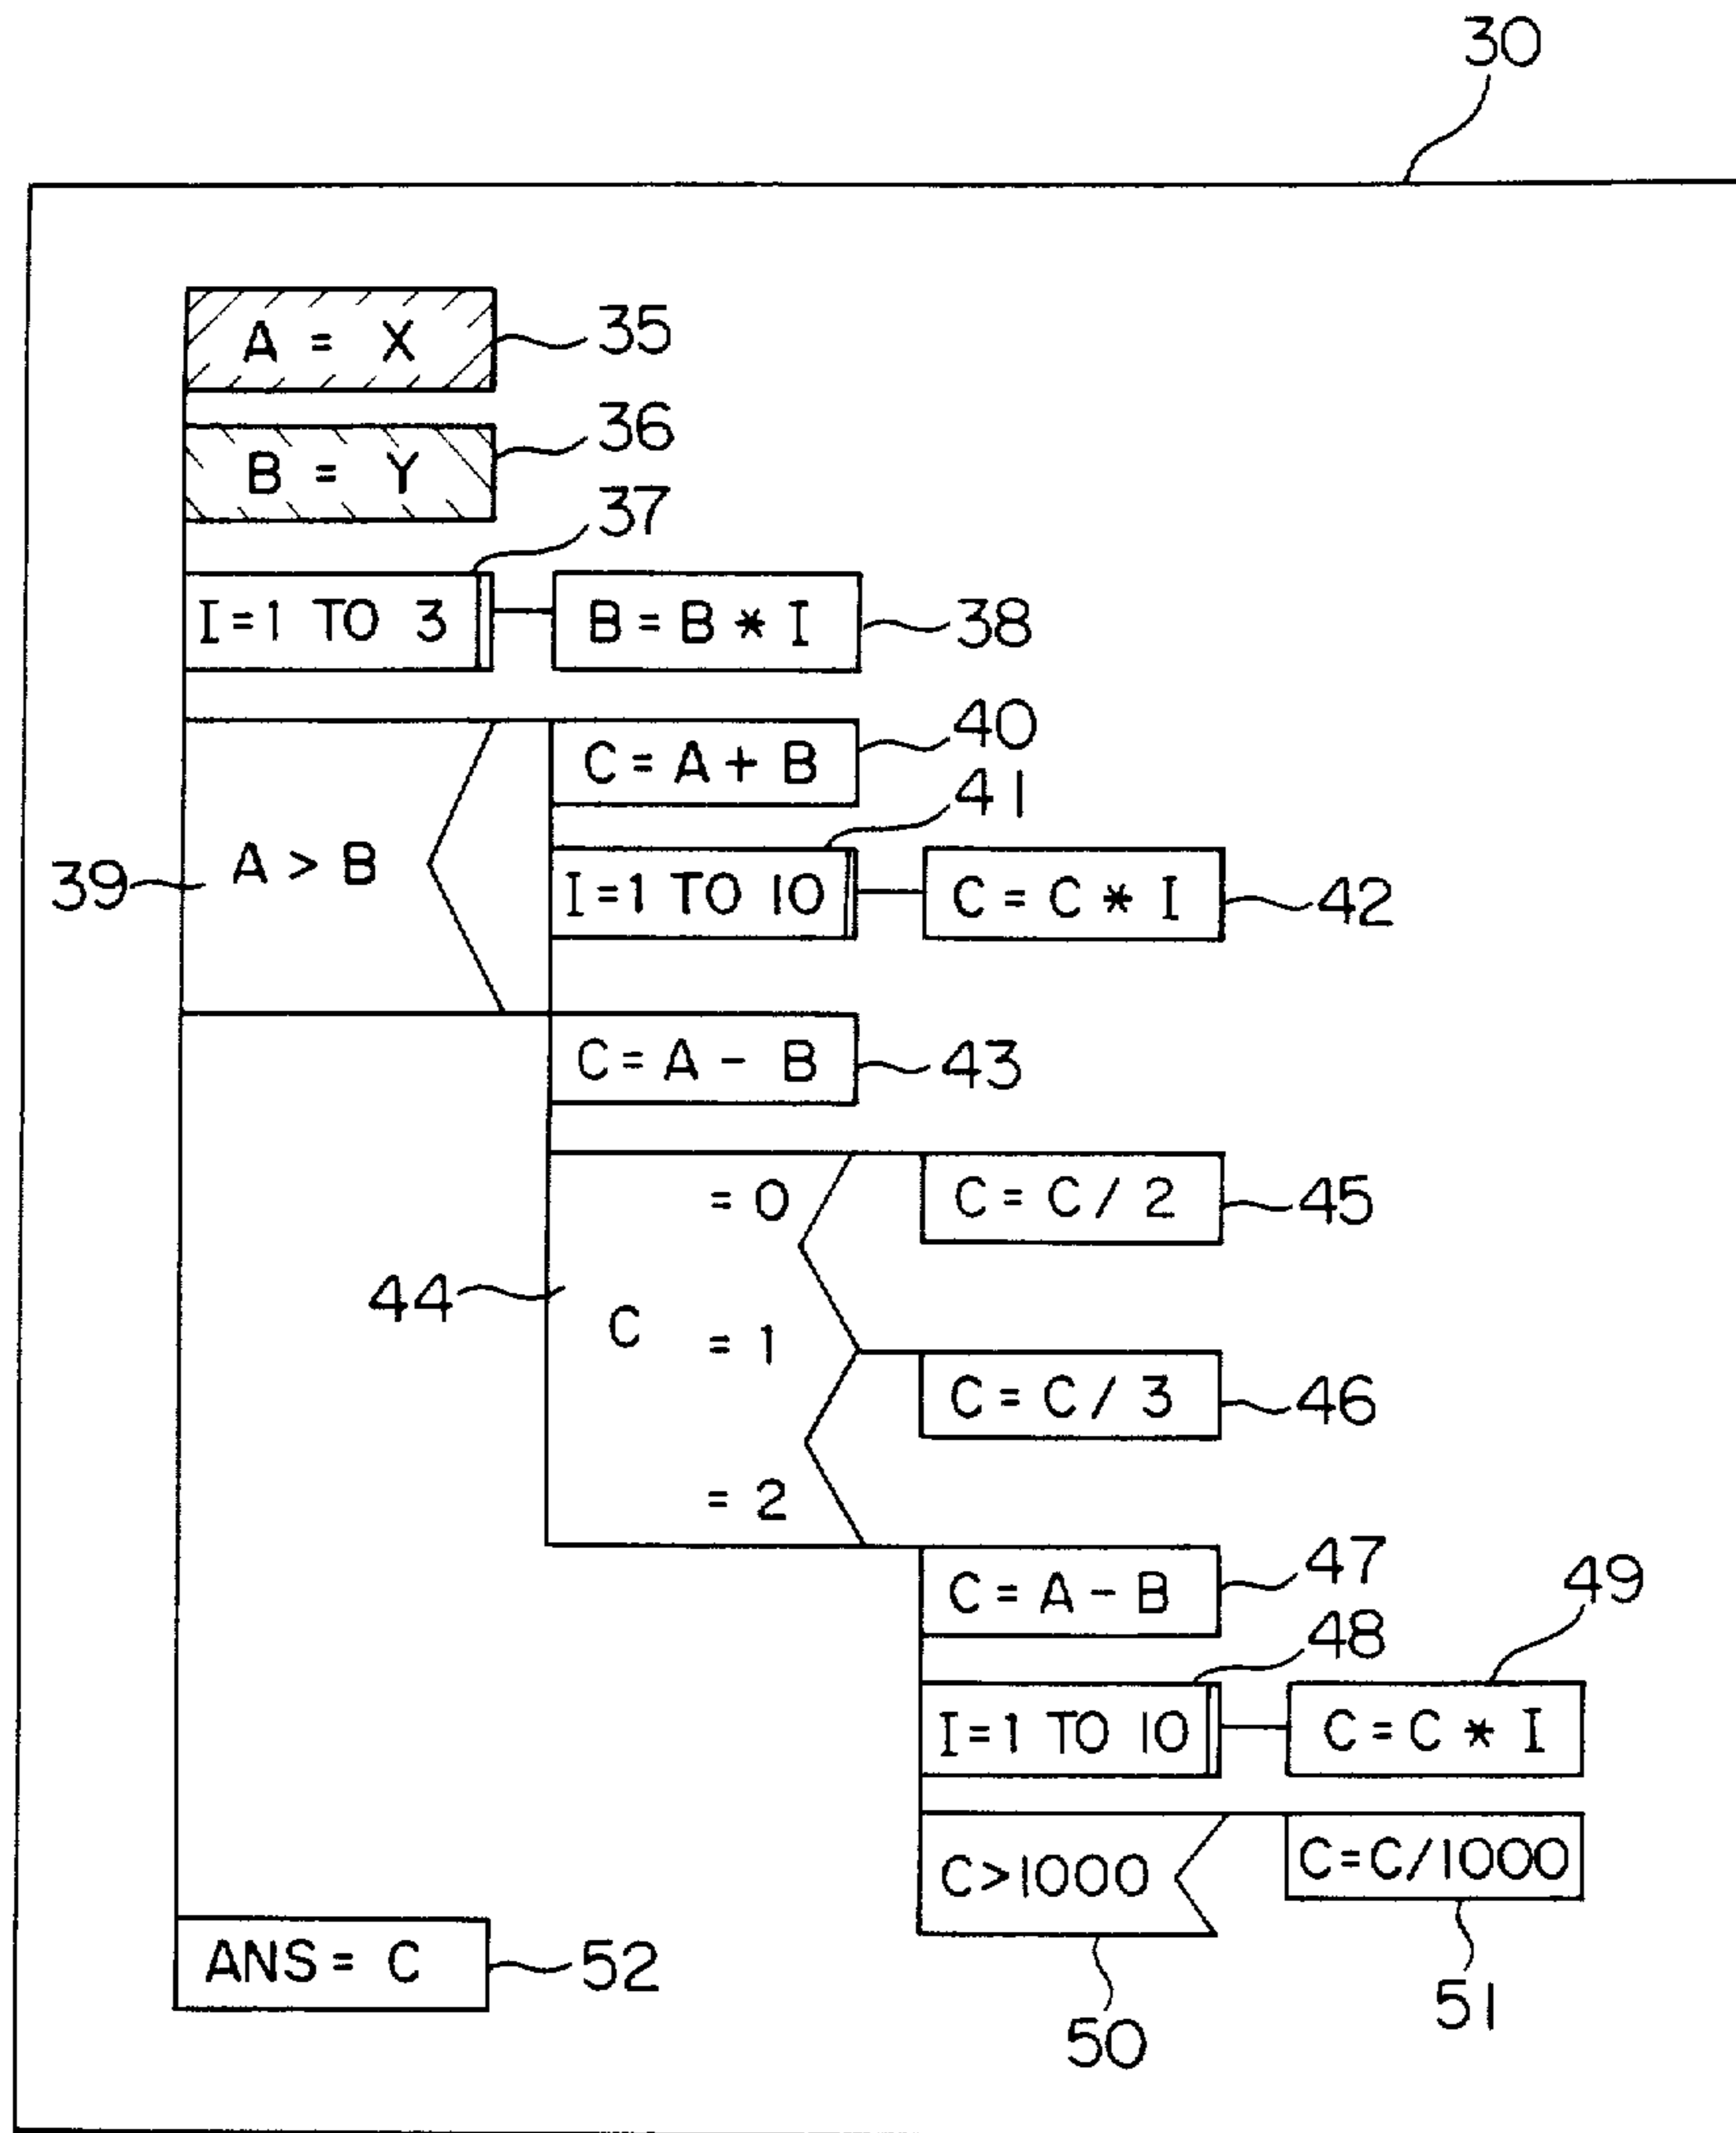 30
A = X
35
B = Y
36
37
I=1 TO 3
B=B * I
38
C=A+B
40
41
39
A > B
I=1 TO 10
C=C * I
42
C=A- B
43
= 0
C=C/2
45
44
C
= 1
C=C/3
46
= 2
C=A-B
47
49
48
I=1 TO 10
C=C * I
C>1000
C=C/1000
ANS= C
52
50
51